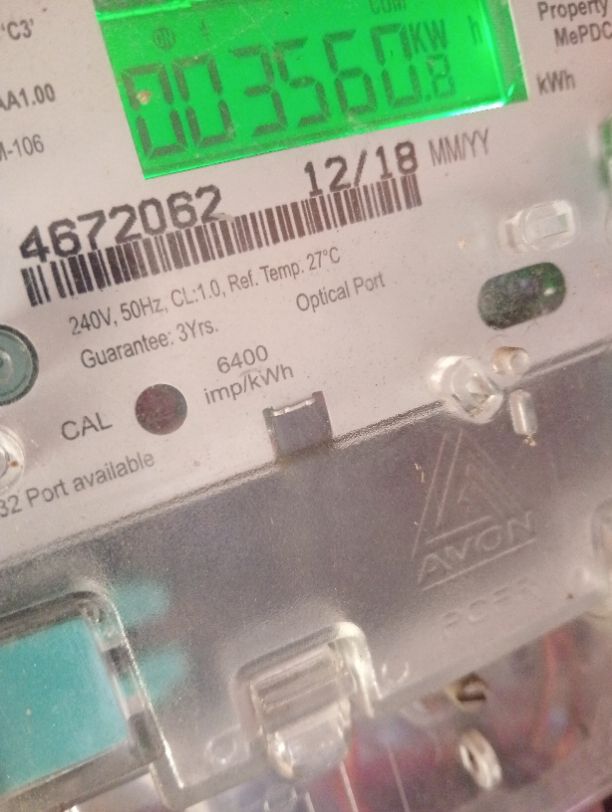 'C3'
COM
Property
MePDC
003560.8 KW h
kWh
AA1.00
M-106
4672062 12/18 MM/YY
240V, 50Hz, CL:1.0, Ref. Temp. 27°C
Guarantee: 3Yrs.
Optical Port
6400
imp/kWh
CAL
32 Port available
AVON